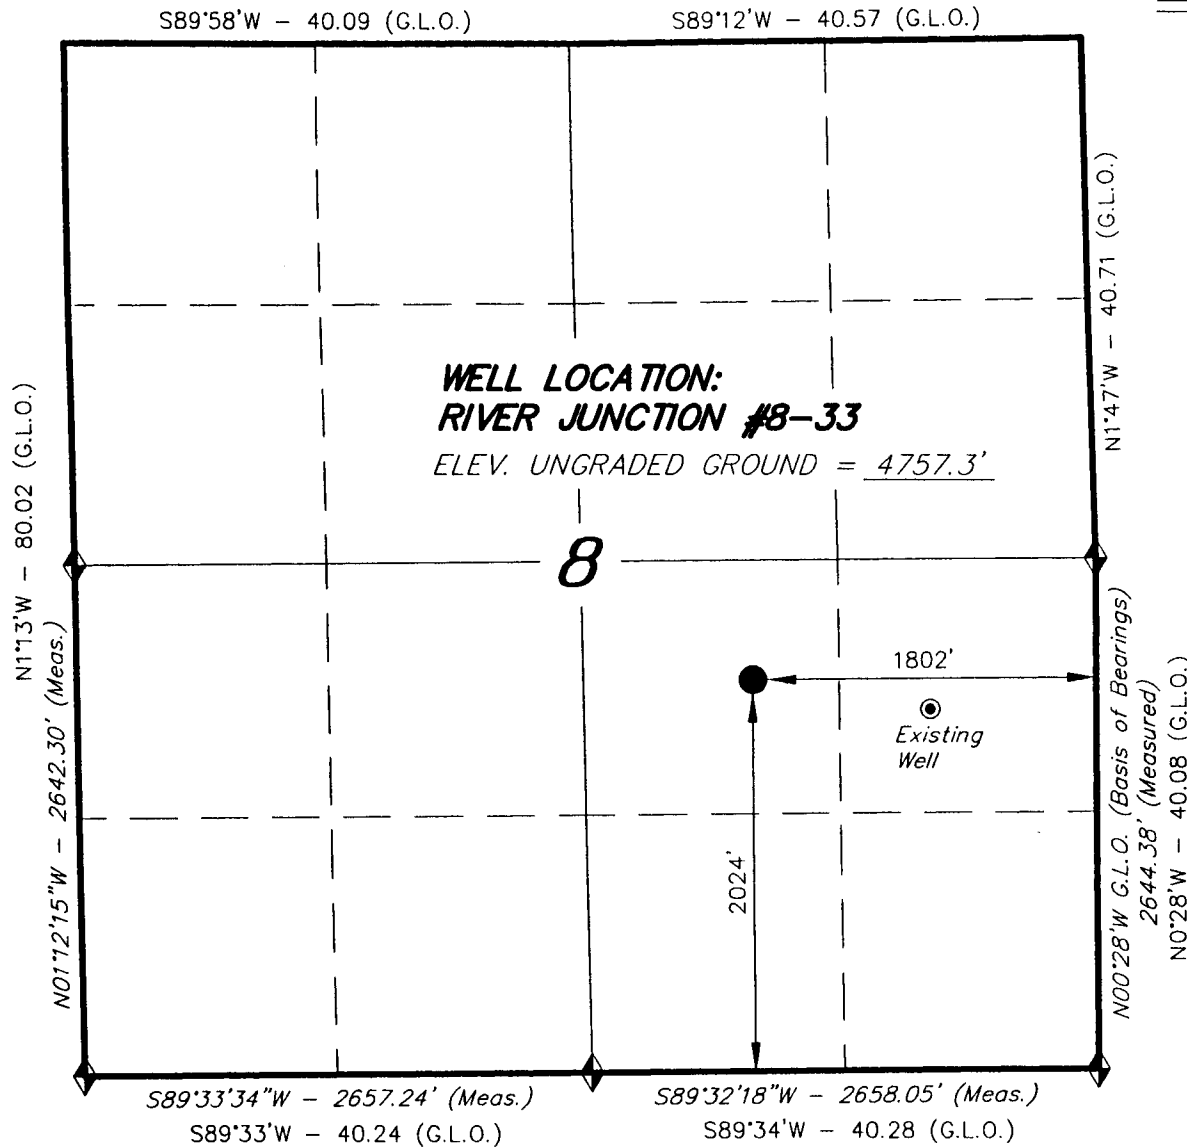 S89°58'W - 40.09 (G.L.O.)
S89°12'W - 40.57 (G.L.O.)
N1°47'W - 40.71 (G.L.O.)
WELL LOCATION:
RIVER JUNCTION #8-33
ELEV. UNGRADED GROUND = 4757.3'
N1°13'W - 80.02 (G.L.O.)
8
N01°12'15"W - 2642.30' (Meas.)
1802'
Existing
Well
2024'
N00°28'W G.L.O. (Basis of Bearings)
2644.38' (Measured)
N0°28'W - 40.08 (G.L.O.)
S89°33'34"W - 2657.24' (Meas.)
S89°33'W - 40.24 (G.L.O.)
S89°32'18"W - 2658.05' (Meas.)
S89°34'W - 40.28 (G.L.O.)